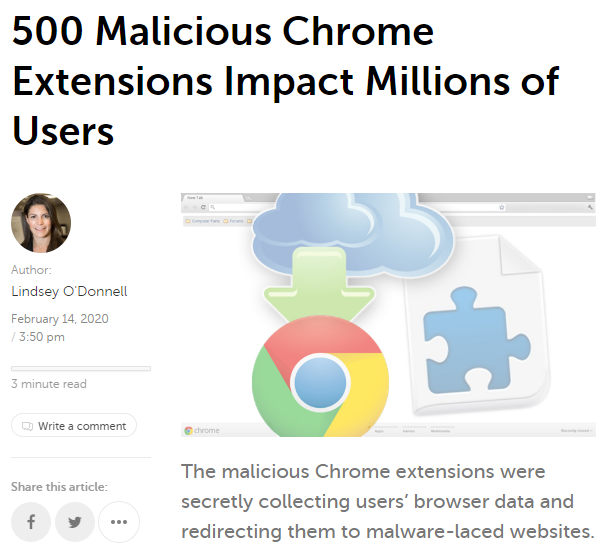 500 Malicious Chrome
Extensions Impact Millions of
Users
Author:
Lindsey O'Donnell
February 14, 2020
/ 3:50 pm
3 minute read
Write a comment
Share this article:
New Tab
chrome
The malicious Chrome extensions were
secretly collecting users’ browser data and
redirecting them to malware-laced websites.